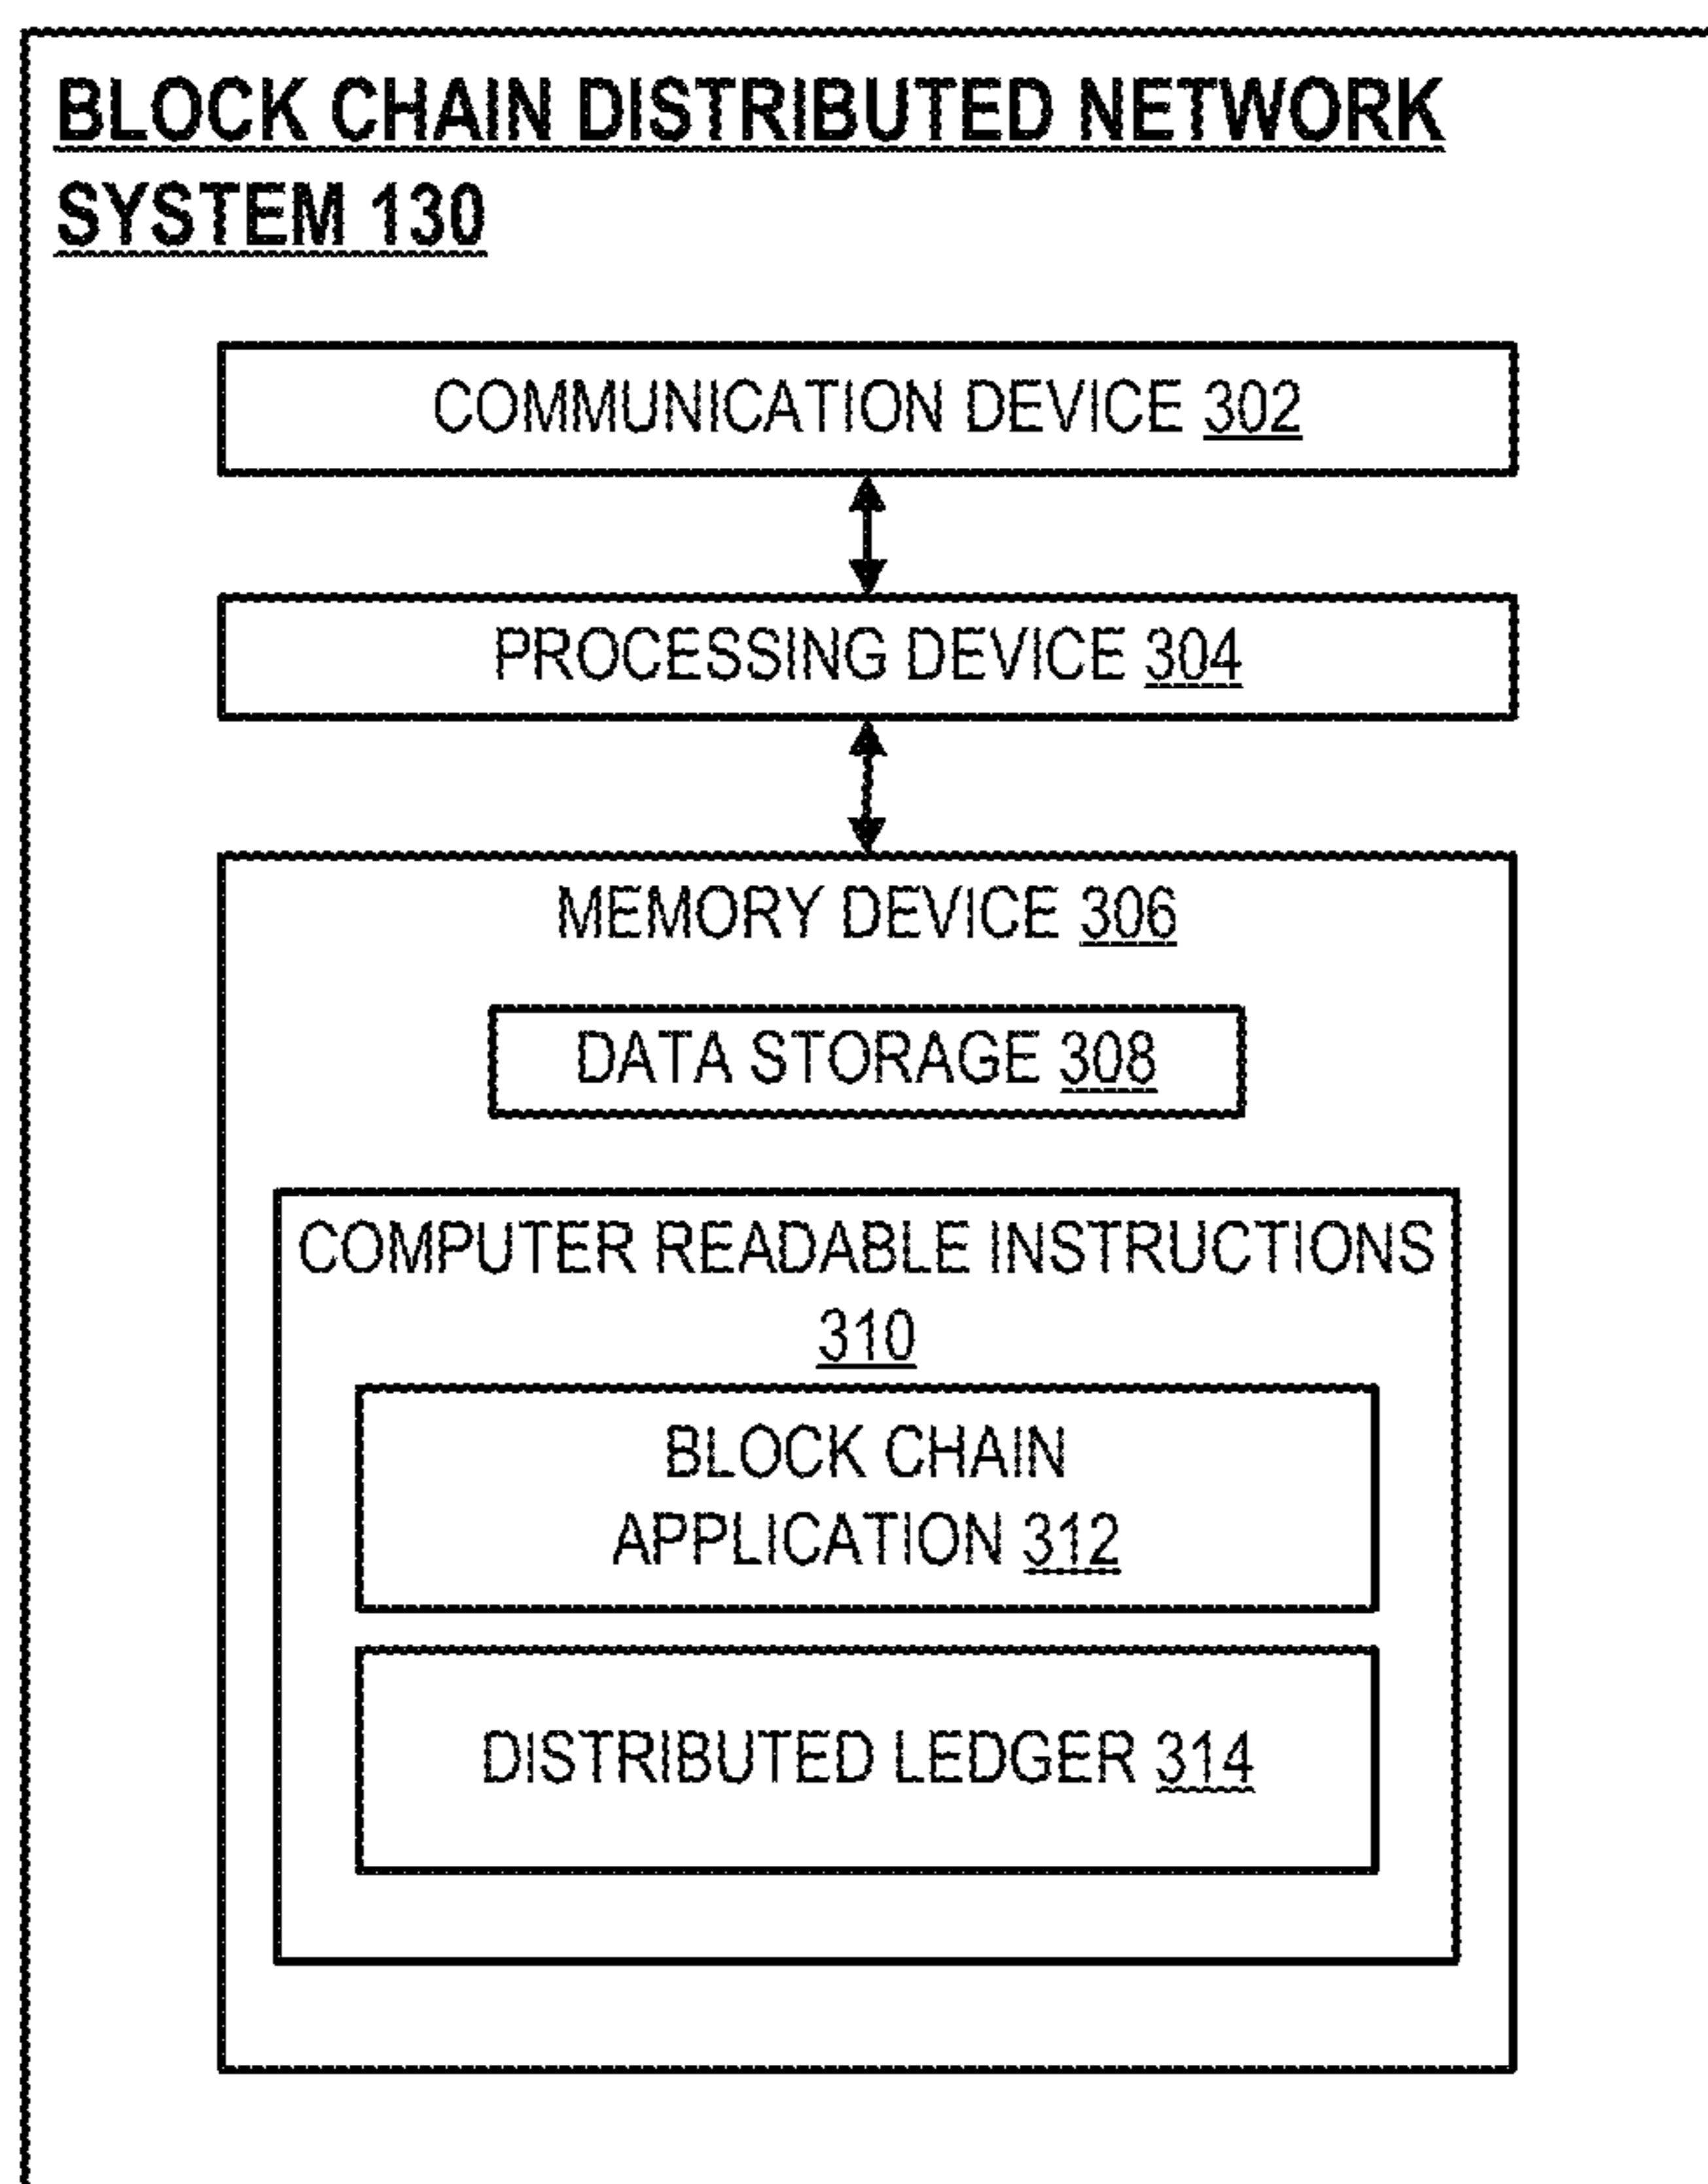 BLOCK CHAIN DISTRIBUTED NETWORK
SYSTEM 130
COMMUNICATION DEVICE 302
PROCESSING DEVICE 304
MEMORY DEVICE 306
DATA STORAGE 308
COMPUTER READABLE INSTRUCTIONS
310
BLOCK CHAIN
APPLICATION 312
DISTRIBUTED LEDGER 314